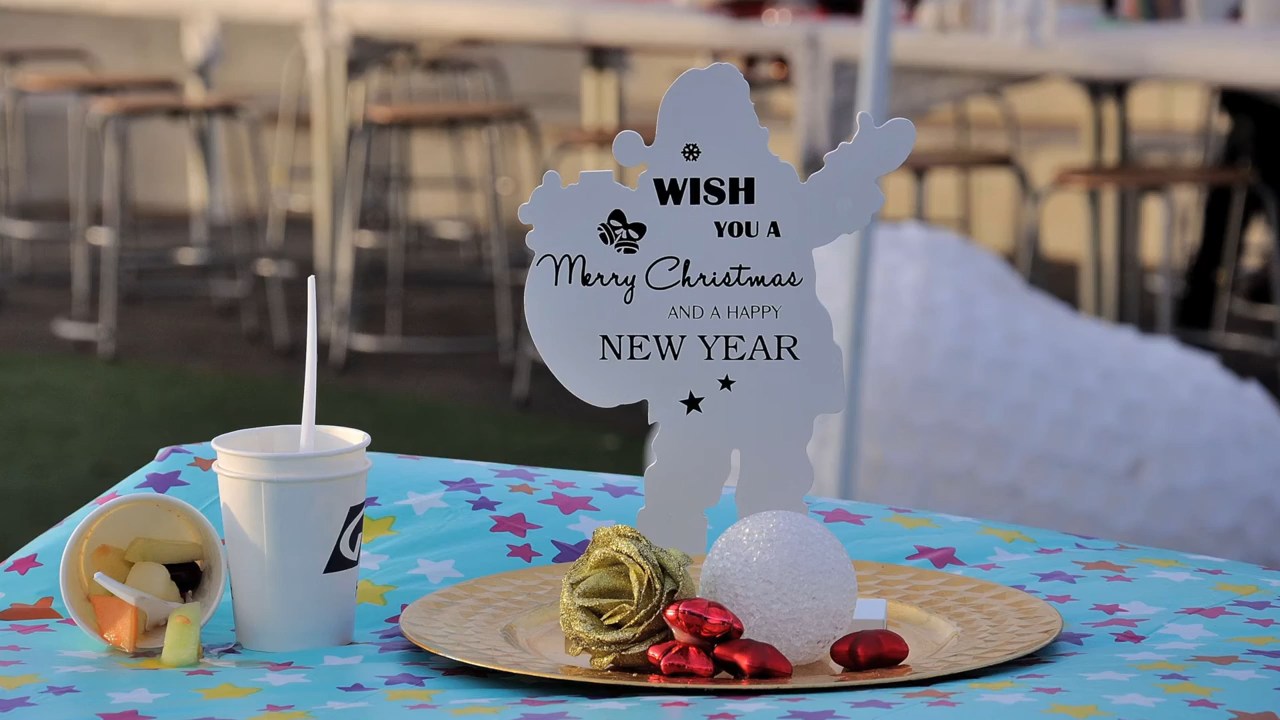 WISH
YOU A
Merry Christmas
AND A HAPPY
NEW YEAR